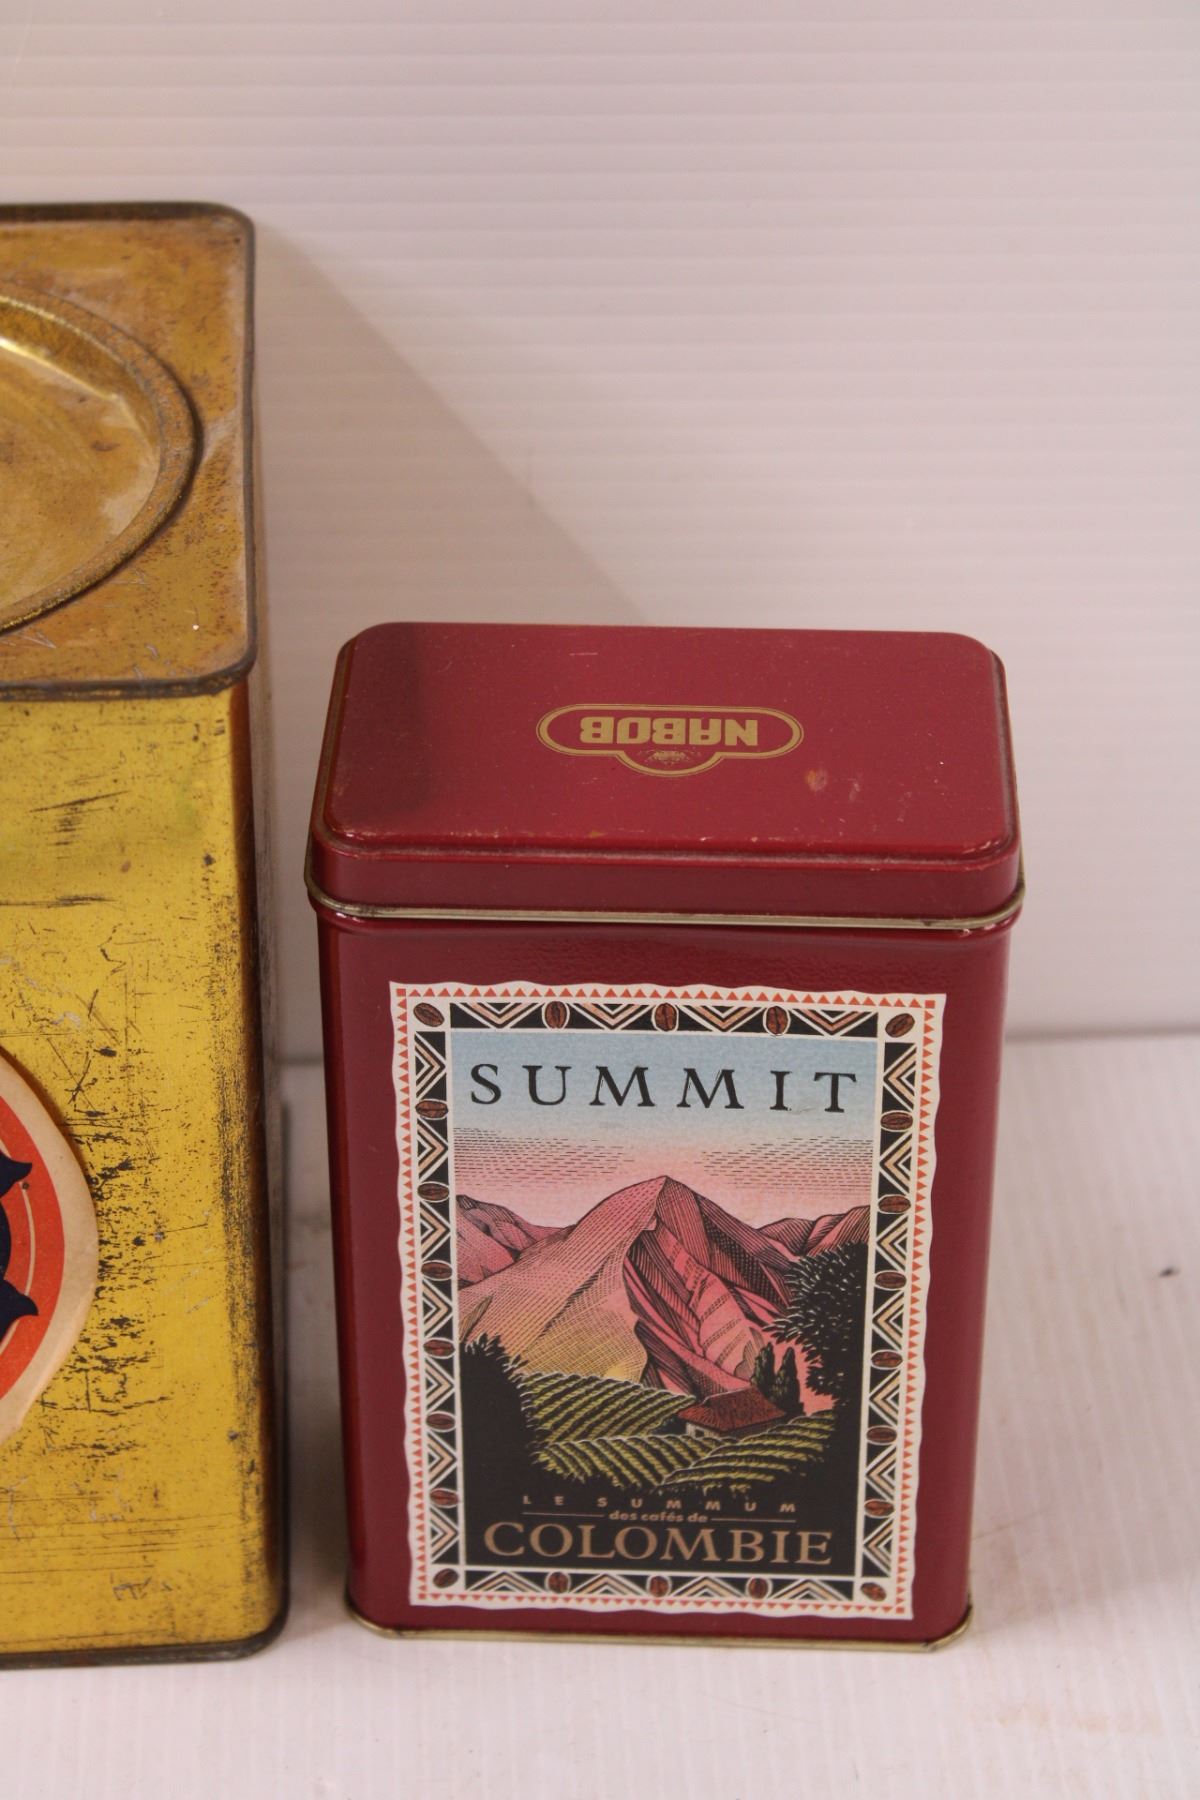 NABOB
SUMMIT
LE SUMMUM
des cafés de
COLOMBIE